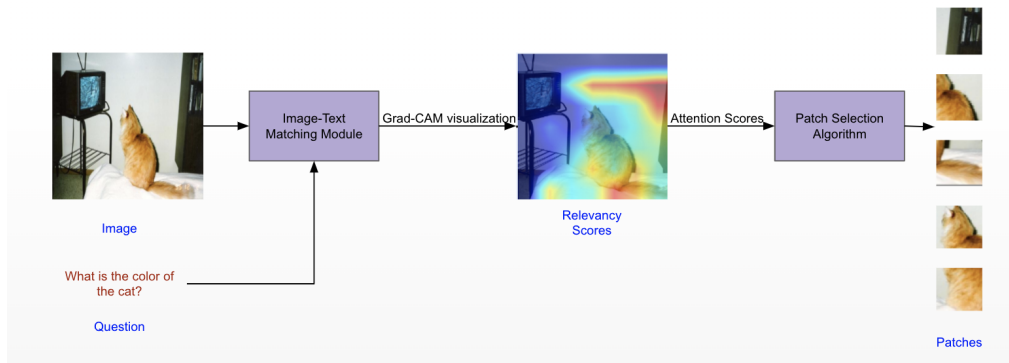 Image-Text
Matching Module
Grad-CAM visualization
Attention Scores
Patch Selection
Algorithm
Image
Relevancy
Scores
What is the color of
the cat?
Question
Patches